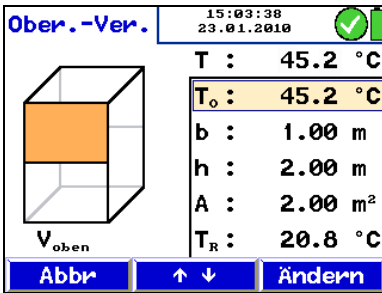 Ober.-Ver.
15:03:38
23.01.2010
T : 45.2 °C
To : 45.2 °C
b : 1.00 m
h : 2.00 m
A : 2.00 m²
TR : 20.8 °C
Voben
Abbr ↑ ↓ Ändern